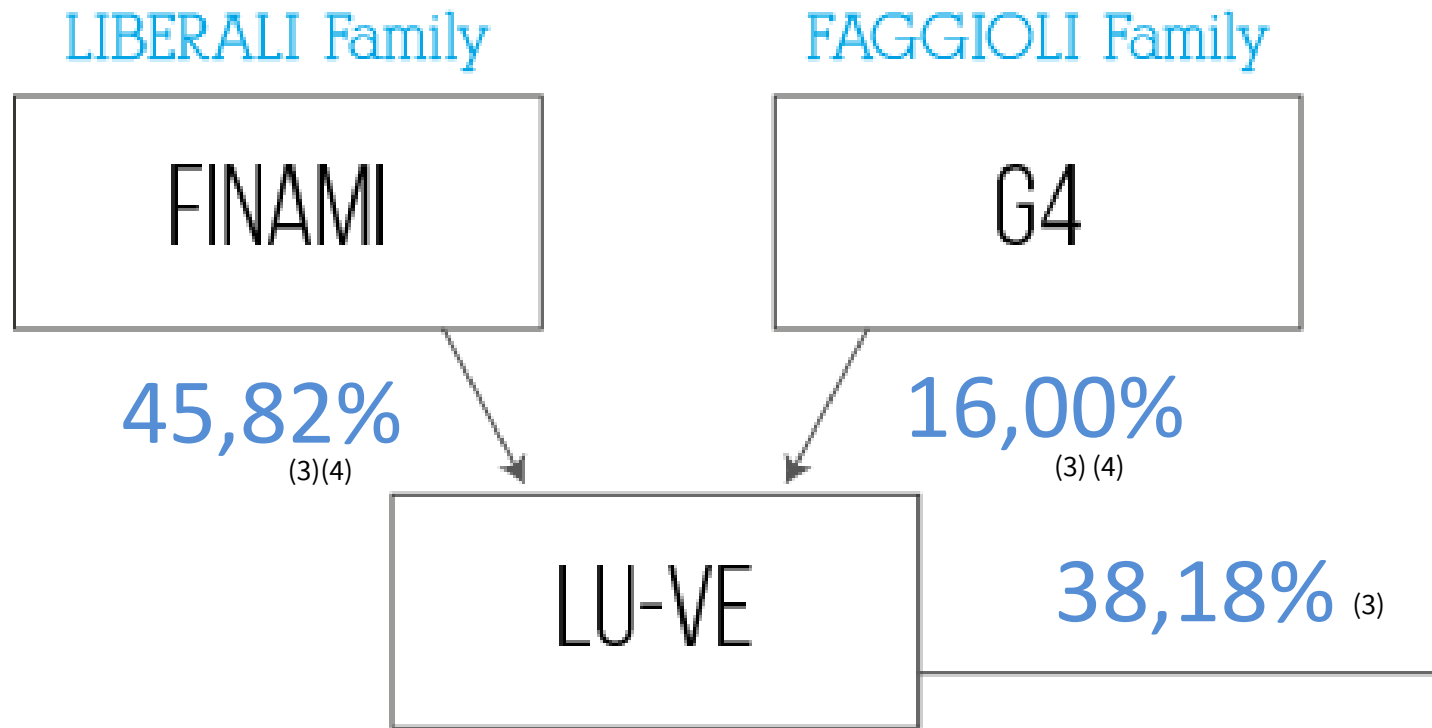 LIBERALI Family
FAGGIOLI Family
FINAMI
G4
45,82%
(3)(4)
16,00%
(3) (4)
LU-VE
38,18% (3)